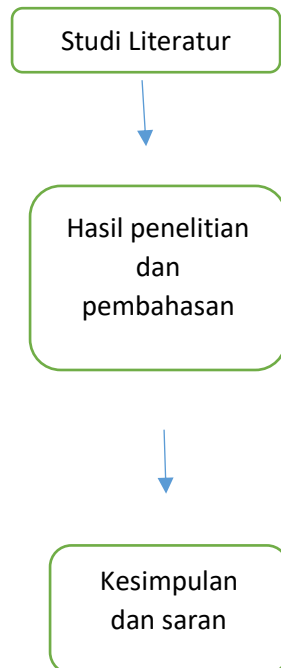 Studi Literatur
Hasil penelitian
dan
pembahasan
Kesimpulan
dan saran